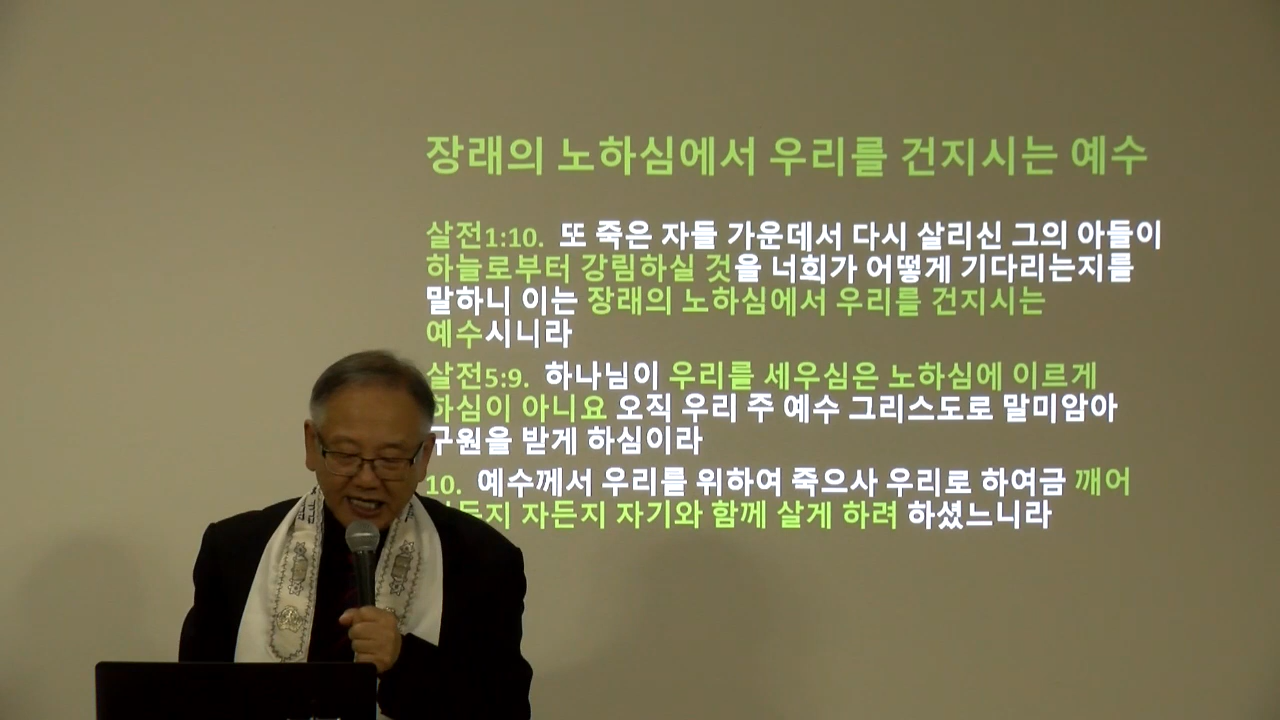 장래의 노하심에서 우리를 건지시는 예수
살전1:10. 또 죽은 자들 가운데서 다시 살리신 그의 아들이
하늘로부터 강림하실 것을 너희가 어떻게 기다리는지를
말하니 이는 장래의 노하심에서 우리를 건지시는
예수시니라
살전5:9. 하나님이 우리를 세우심은 노하심에 이르게
하심이 아니요 오직 우리 주 예수 그리스도로 말미암아
구원을 받게 하심이라
10. 예수께서 우리를 위하여 죽으사 우리로 하여금 깨어
자든지 자기와 함께 살게 하려 하셨느니라